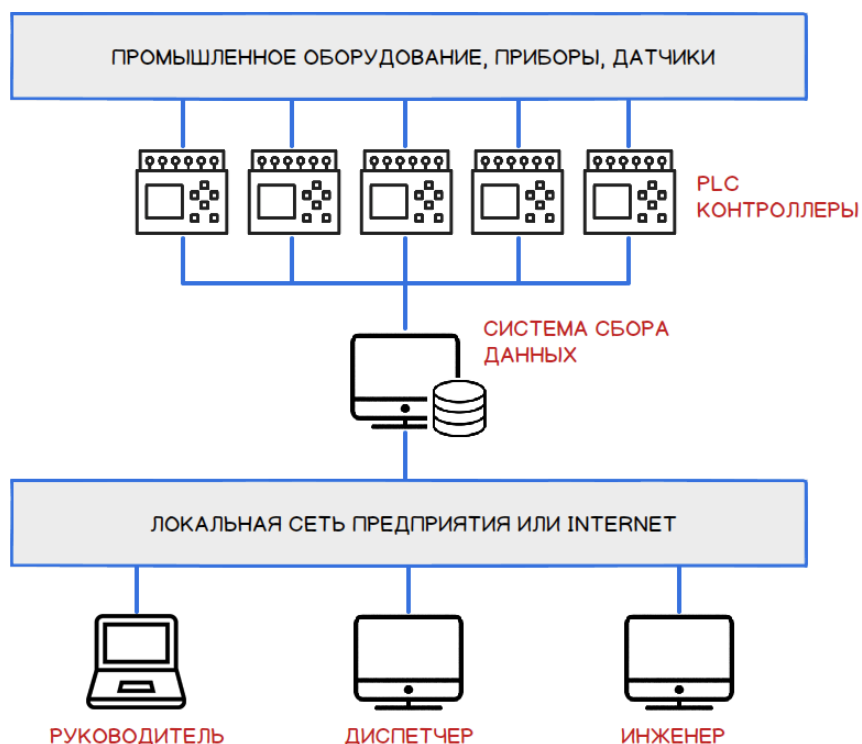 ПРОМЫШЛЕННОЕ ОБОРУДОВАНИЕ, ПРИБОРЫ, ДАТЧИКИ
PLC
КОНТРОЛЛЕРЫ
СИСТЕМА СБОРА
ДАННЫХ
ЛОКАЛЬНАЯ СЕТЬ ПРЕДПРИЯТИЯ ИЛИ INTERNET
РУКОВОДИТЕЛЬ
ДИСПЕТЧЕР
ИНЖЕНЕР